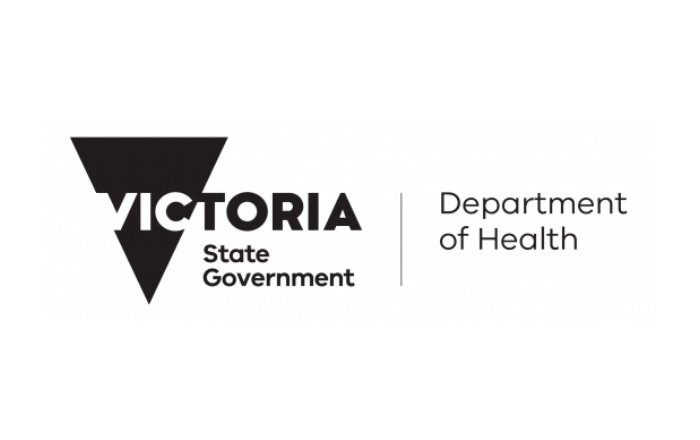 VICTORIA
State
Government
Department
of Health